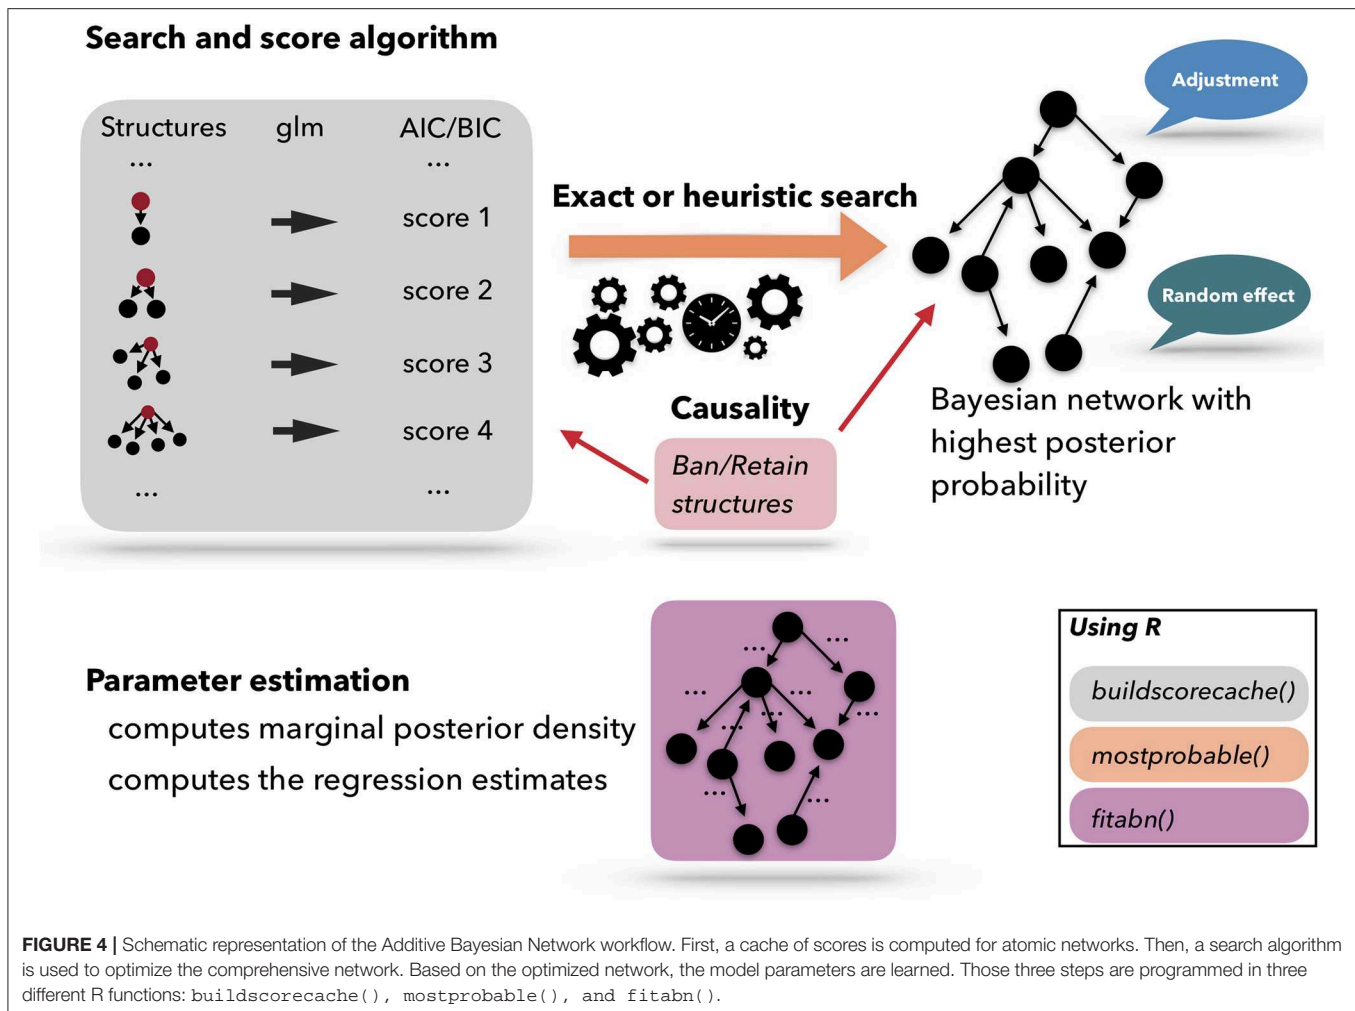 Search and score algorithm
Structures glm AIC/BIC
... ...
score 1
score 2
score 3
score 4
... ...
Exact or heuristic search
Causality
Ban/Retain
structures
Adjustment
Random effect
Bayesian network with
highest posterior
probability
Parameter estimation
computes marginal posterior density
computes the regression estimates
... ...
... ...
... ... ...
... ...
Using R
buildscorecache()
mostprobable()
fitabn()
FIGURE 4 | Schematic representation of the Additive Bayesian Network workflow. First, a cache of scores is computed for atomic networks. Then, a search algorithm
is used to optimize the comprehensive network. Based on the optimized network, the model parameters are learned. Those three steps are programmed in three
different R functions: buildscorecache(), mostprobable(), and fitabn().